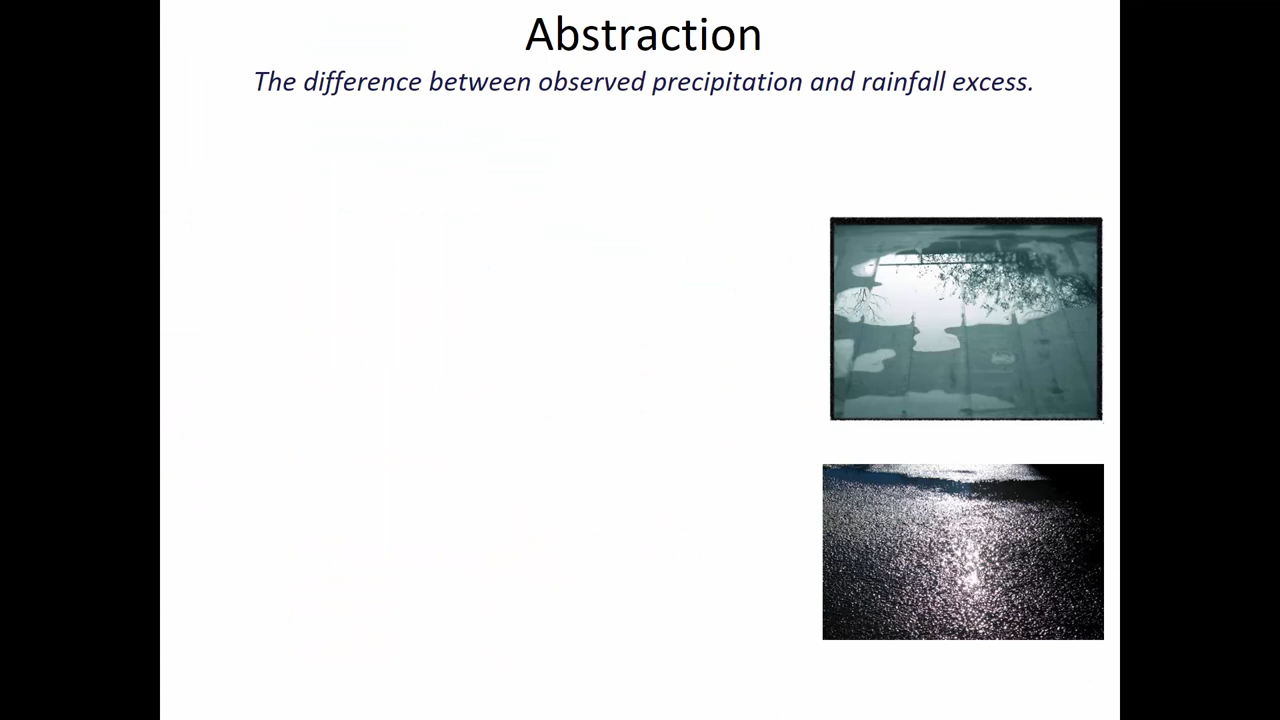 Abstraction
The difference between observed precipitation and rainfall excess.